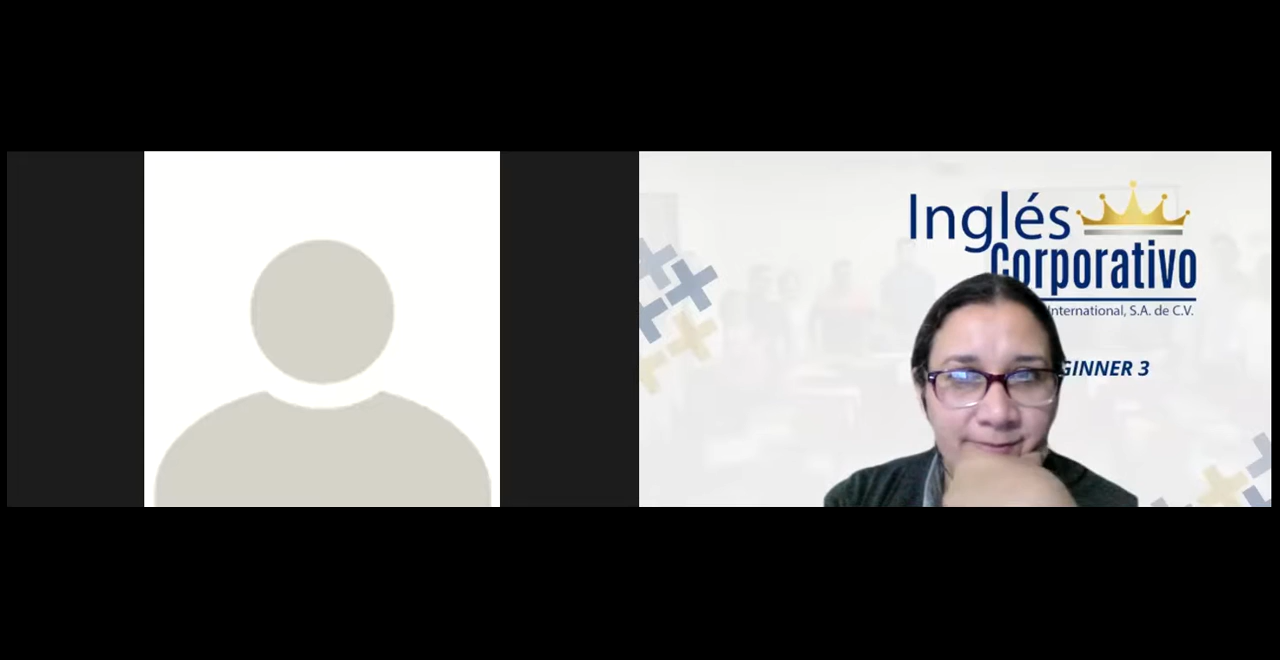 Inglés
Corporativo
International, S.A. de C.V.
GINNER 3